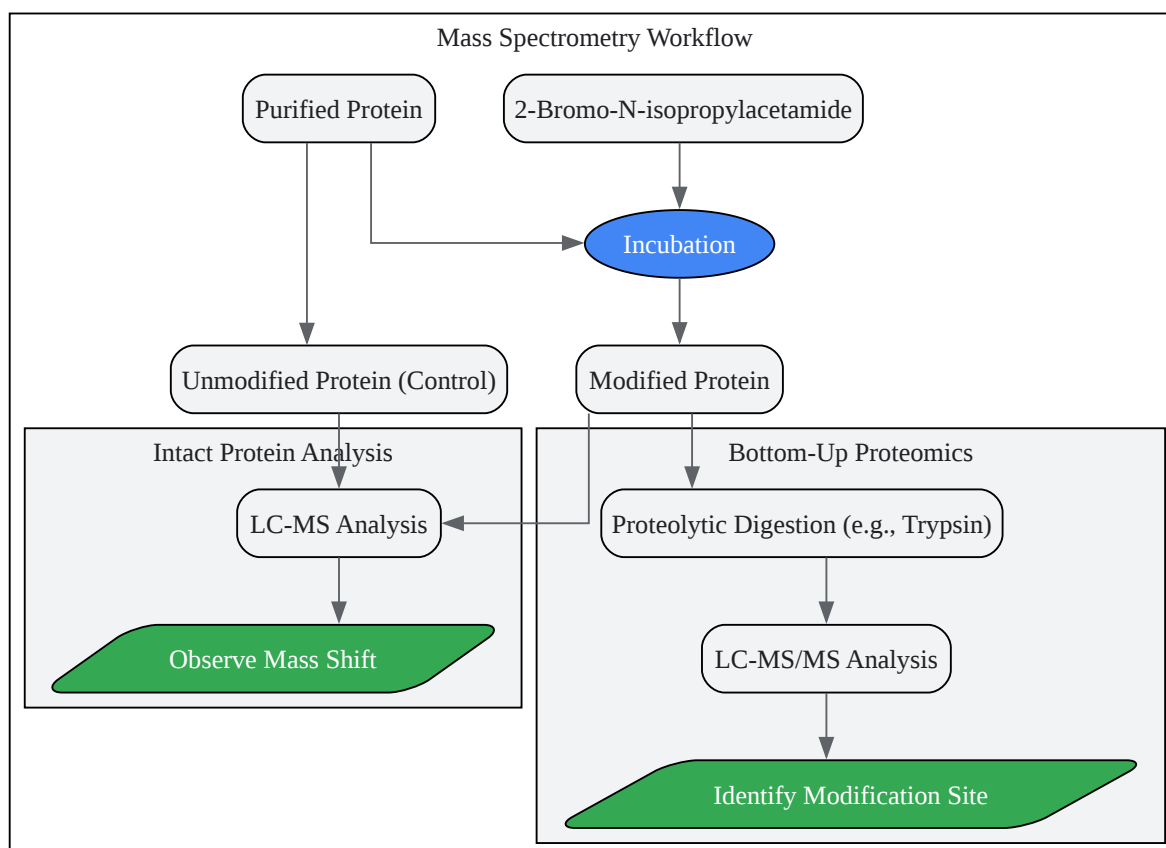 Mass Spectrometry Workflow
Purified Protein
2-Bromo-N-isopropylacetamide
Incubation
Unmodified Protein (Control)
Modified Protein
Intact Protein Analysis
Bottom-Up Proteomics
LC-MS Analysis
Proteolytic Digestion (e.g., Trypsin)
Observe Mass Shift
LC-MS/MS Analysis
Identify Modification Site